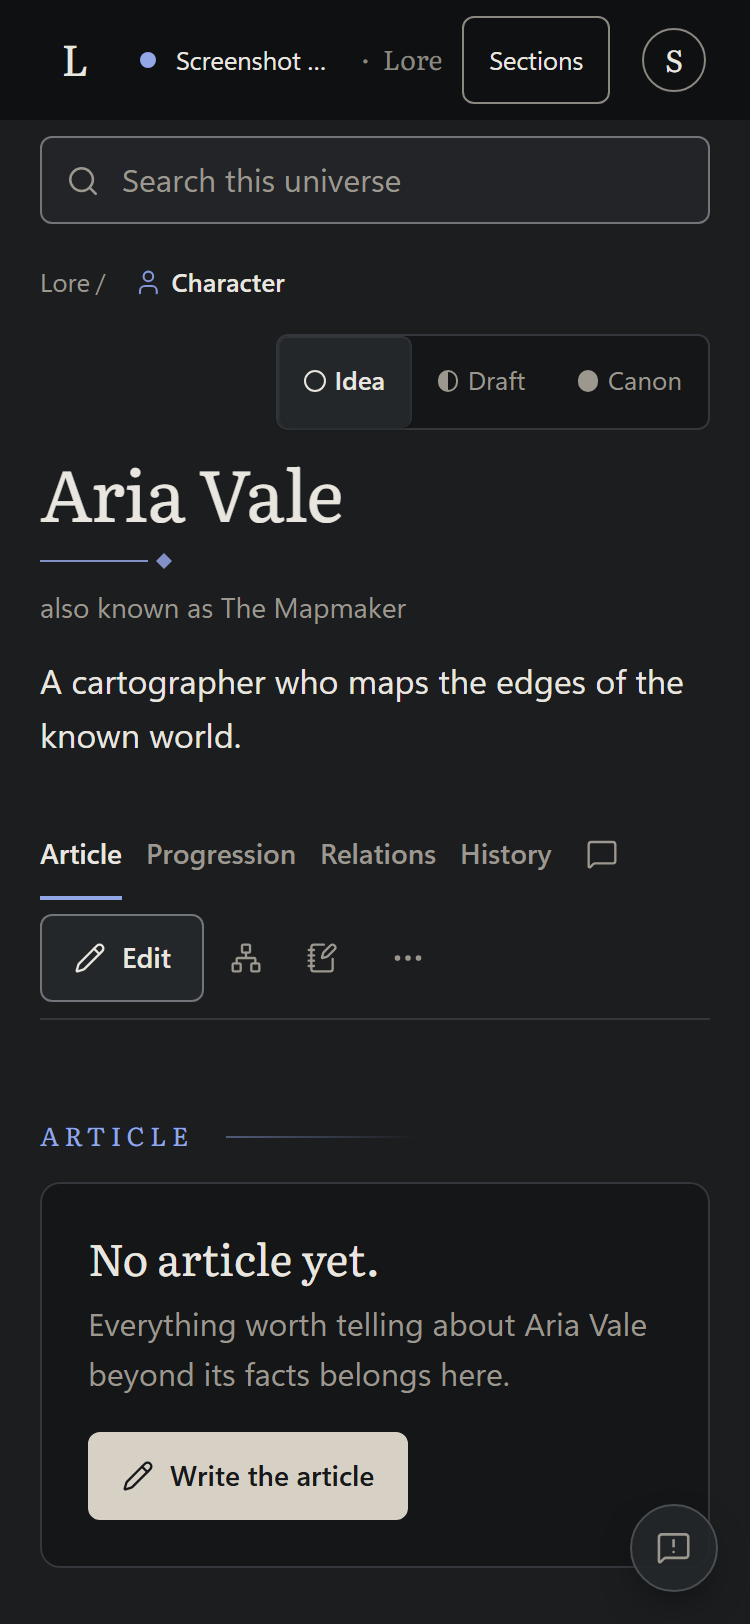 L Screenshot ... · Lore Sections S
Search this universe
Lore / Character
Idea Draft Canon
Aria Vale
also known as The Mapmaker
A cartographer who maps the edges of the
known world.
Article Progression Relations History
Edit
ARTICLE
No article yet.
Everything worth telling about Aria Vale
beyond its facts belongs here.
Write the article